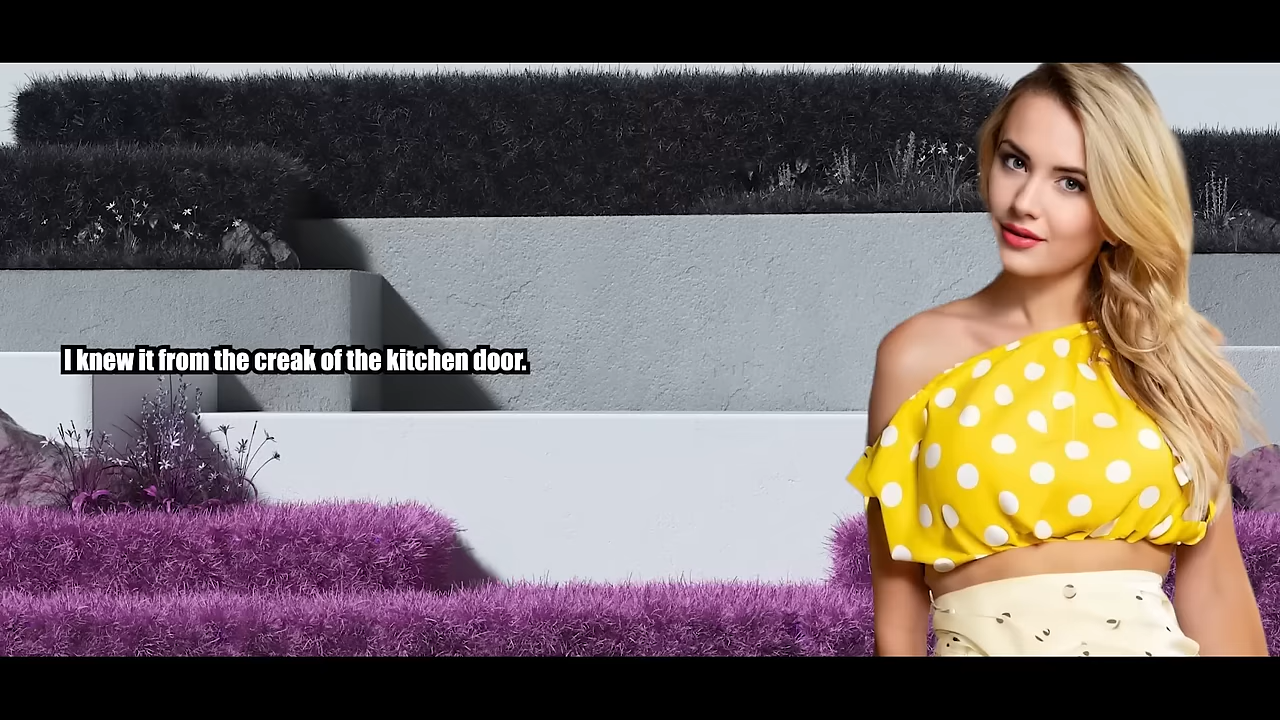 I knew it from the creak of the kitchen door.